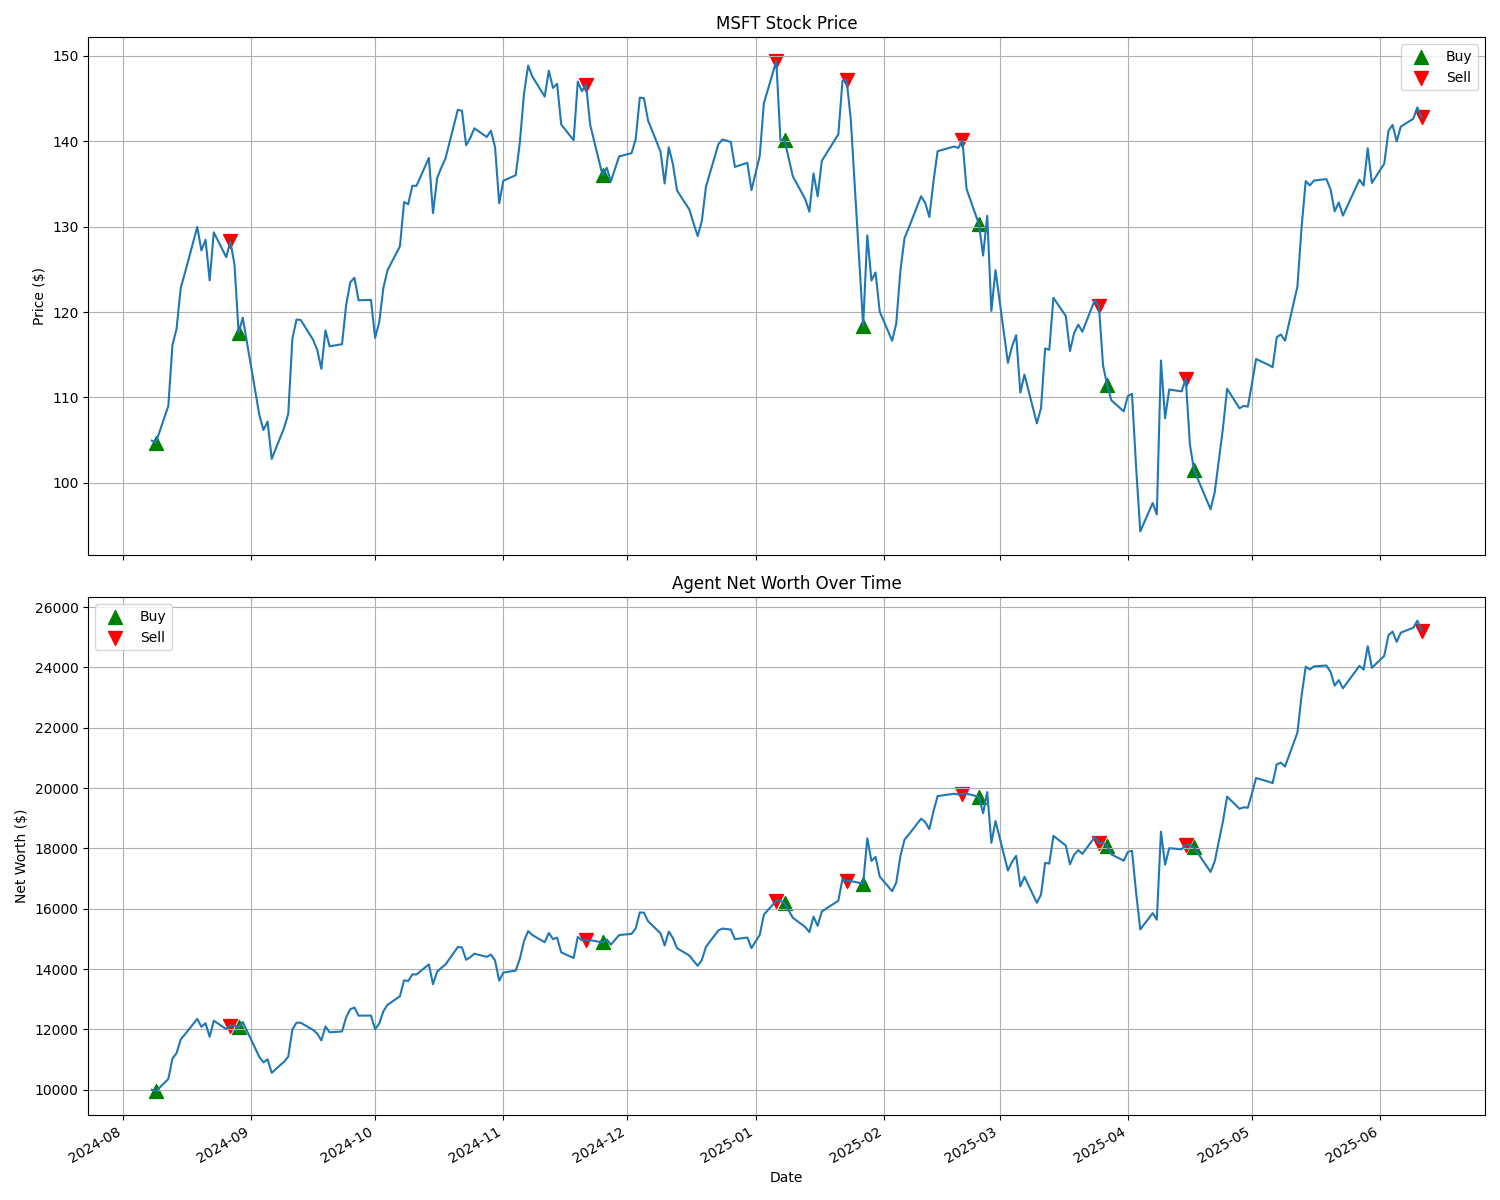 MSFT Stock Price
Price ($)
150
140
130
120
110
100
Buy
Sell
Agent Net Worth Over Time
Net Worth ($)
26000
24000
22000
20000
18000
16000
14000
12000
10000
Buy
Sell
2024-08
2024-09
2024-10
2024-11
2024-12
2025-01
2025-02
2025-03
2025-04
2025-05
2025-06
Date